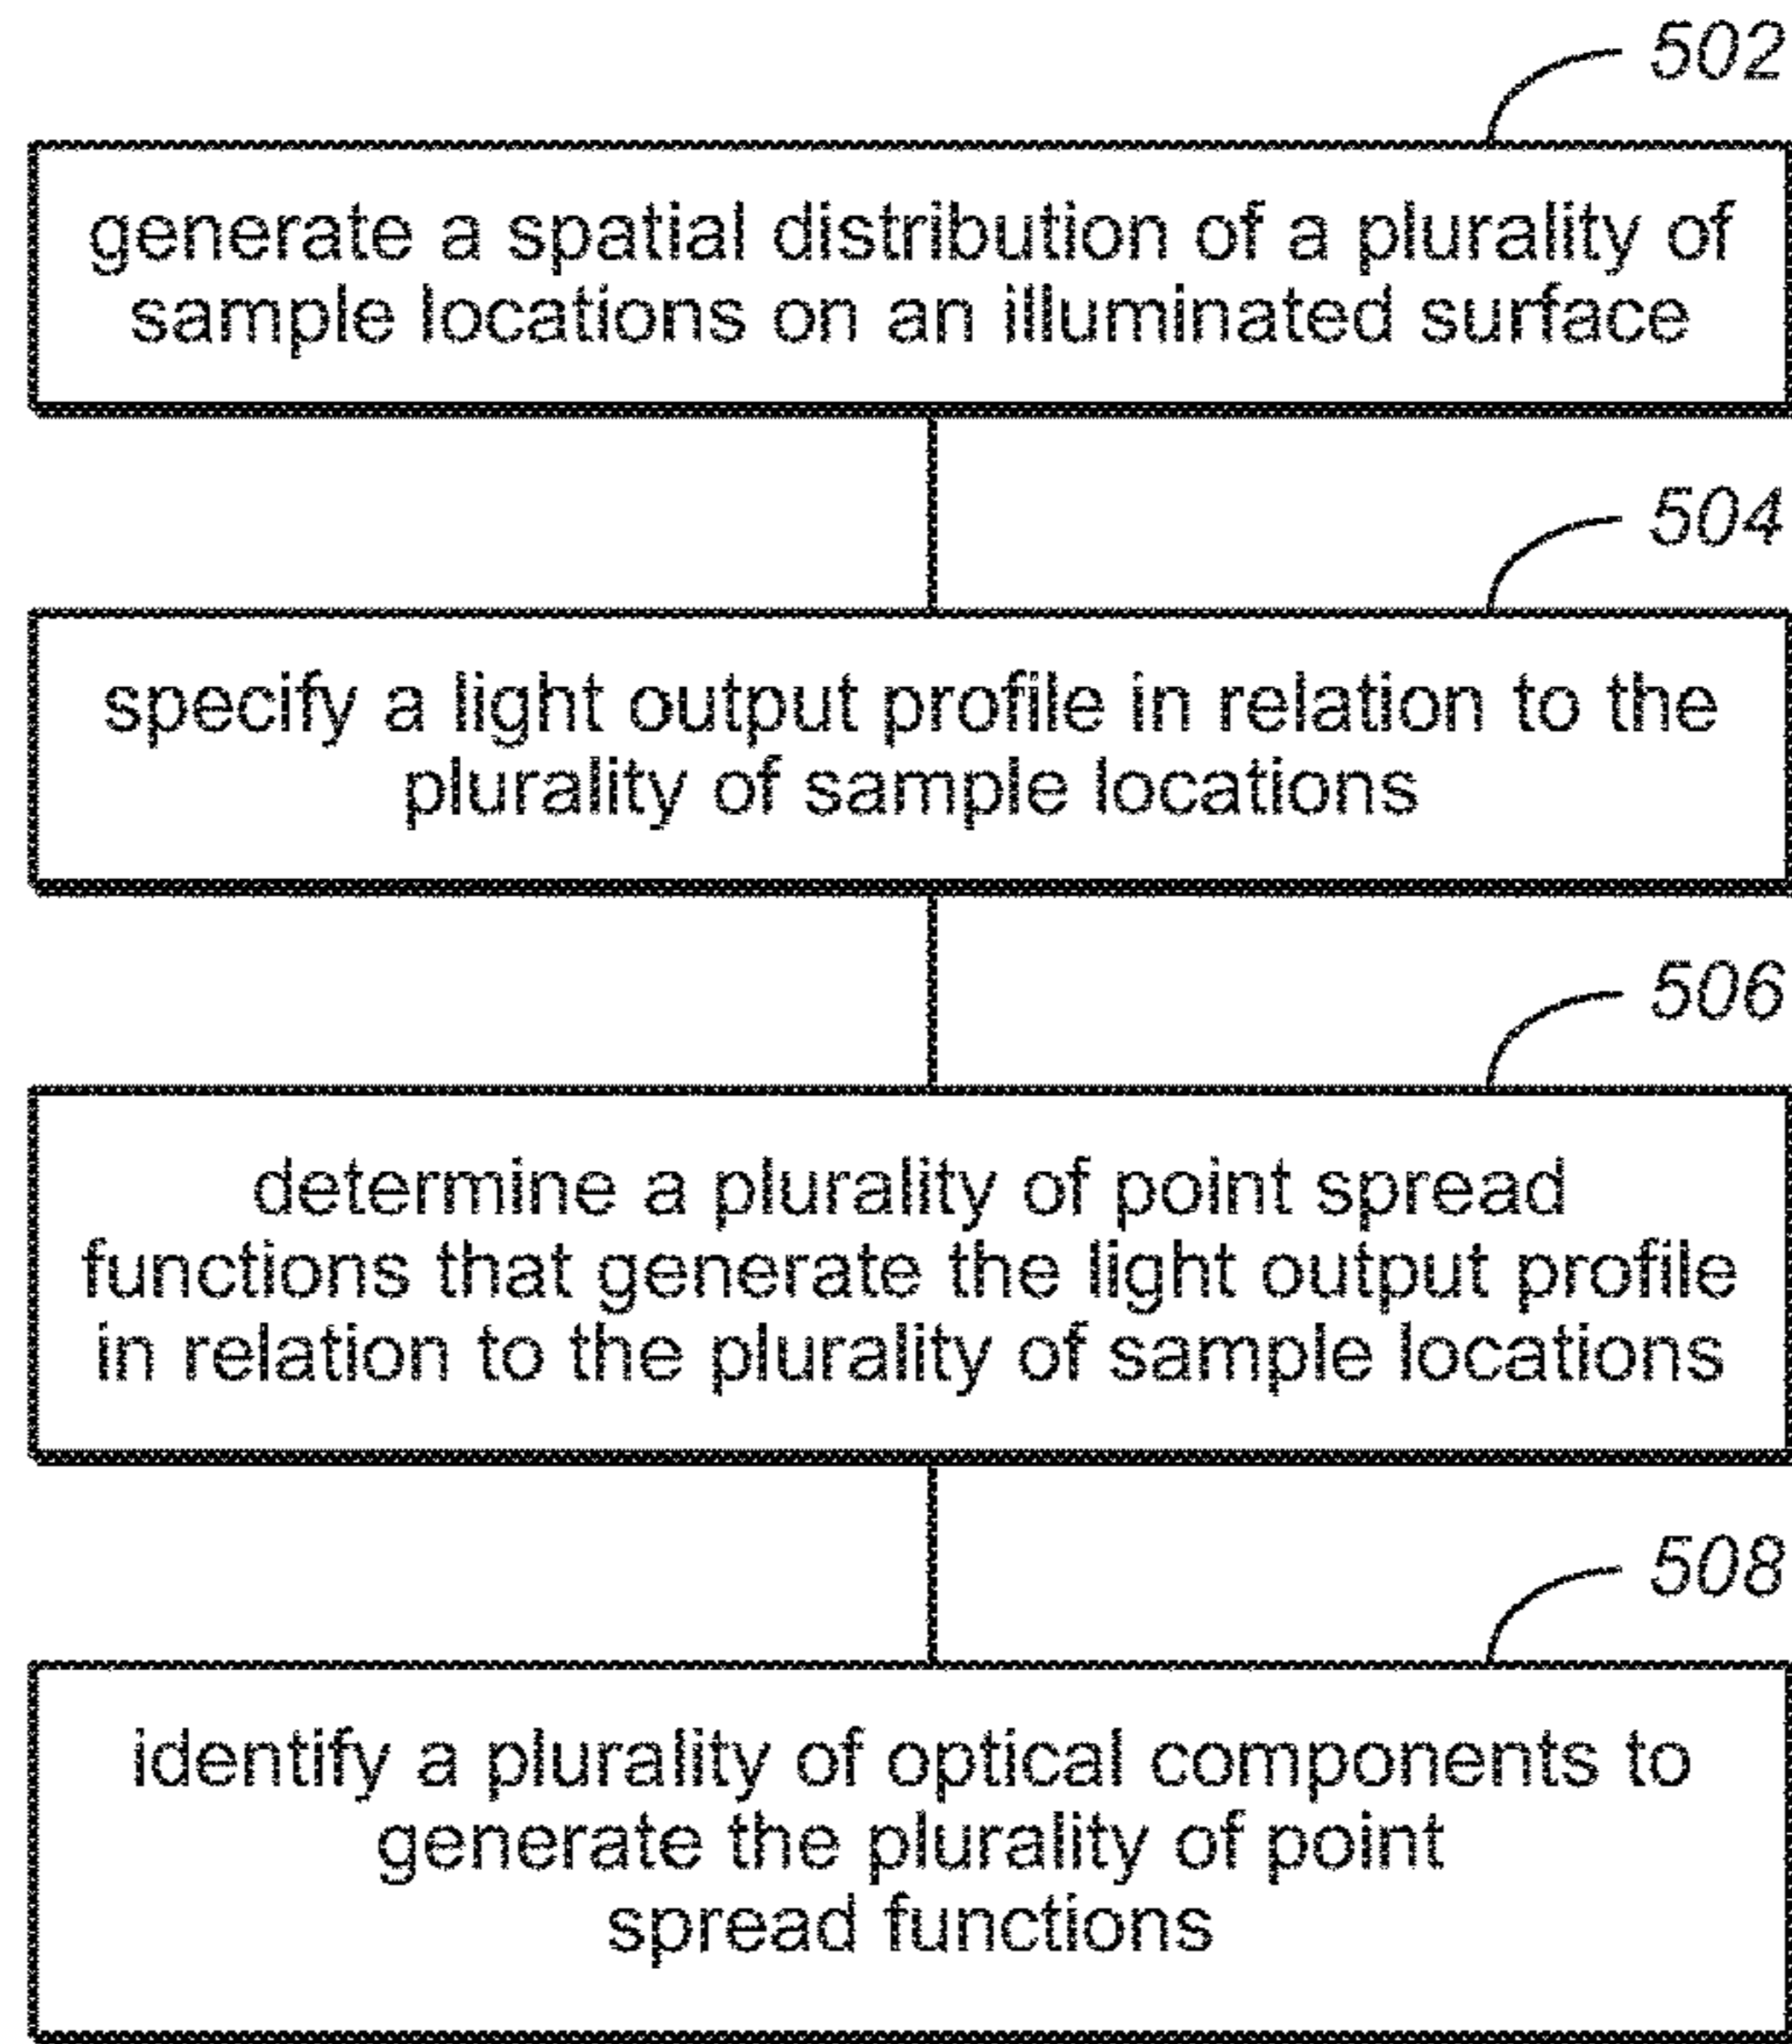 502
generate a spatial distribution of a plurality of
sample locations on an illuminated surface
504
specify a light output profile in relation to the
plurality of sample locations
506
determine a plurality of point spread
functions that generate the light output profile
in relation to the plurality of sample locations
508
identify a plurality of optical components to
generate the plurality of point
spread functions